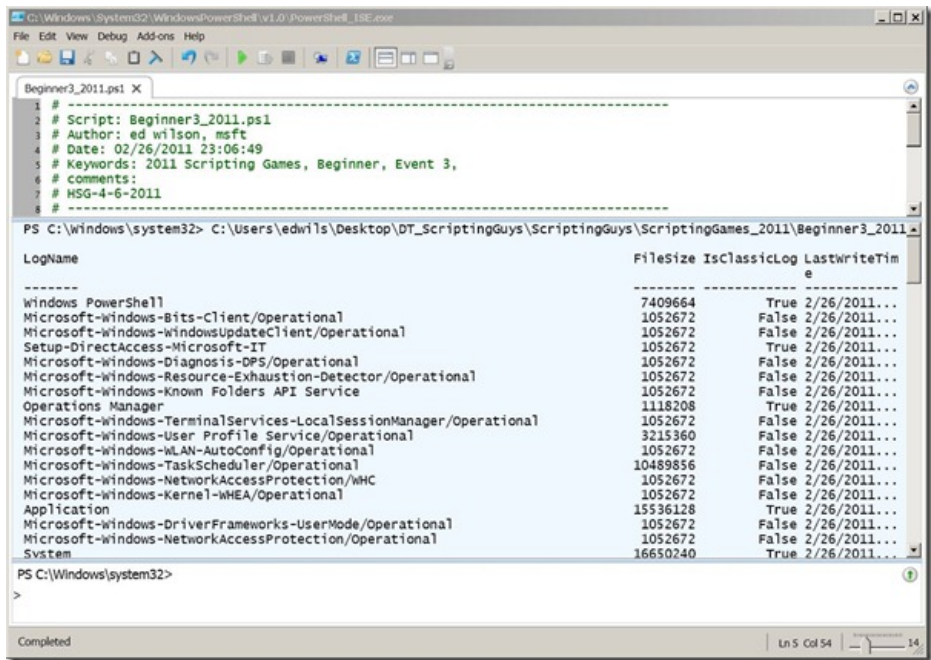 C:\Windows\System32\WindowsPowerShell\v1.0\PowerShell_ISE.exe
File Edit View Debug Add-ons Help
Beginner3_2011.ps1 X
1 # -----------------------------------------------------------------------------
2 # Script: Beginner3_2011.ps1
3 # Author: ed wilson, msft
4 # Date: 02/26/2011 23:06:49
5 # Keywords: 2011 Scripting Games, Beginner, Event 3,
6 # comments:
7 # HSG-4-6-2011
8 # -----------------------------------------------------------------------------
PS C:\Windows\system32> C:\Users\edwils\Desktop\DT_ScriptingGuys\ScriptingGuys\ScriptingGames_2011\Beginner3_2011
LogName FileSize IsClassicLog LastWriteTim
e
------- -------- ------------ ------------
Windows PowerShell 7409664 True 2/26/2011...
Microsoft-Windows-Bits-Client/Operational 1052672 False 2/26/2011...
Microsoft-Windows-WindowsUpdateClient/Operational 1052672 False 2/26/2011...
Setup-DirectAccess-Microsoft-IT 1052672 True 2/26/2011...
Microsoft-Windows-Diagnosis-DPS/Operational 1052672 False 2/26/2011...
Microsoft-Windows-Resource-Exhaustion-Detector/Operational 1052672 False 2/26/2011...
Microsoft-Windows-Known Folders API Service 1052672 False 2/26/2011...
Operations Manager 1118208 True 2/26/2011...
Microsoft-Windows-TerminalServices-LocalSessionManager/Operational 1052672 False 2/26/2011...
Microsoft-Windows-User Profile Service/Operational 3215360 False 2/26/2011...
Microsoft-Windows-WLAN-AutoConfig/Operational 1052672 False 2/26/2011...
Microsoft-Windows-TaskScheduler/Operational 10489856 False 2/26/2011...
Microsoft-Windows-NetworkAccessProtection/WHC 1052672 False 2/26/2011...
Microsoft-Windows-Kernel-WHEA/Operational 1052672 False 2/26/2011...
Application 15536128 True 2/26/2011...
Microsoft-Windows-DriverFrameworks-UserMode/Operational 1052672 False 2/26/2011...
Microsoft-Windows-NetworkAccessProtection/Operational 1052672 False 2/26/2011...
System 16650240 True 2/26/2011...
PS C:\Windows\system32>
>
Completed Ln 5 Col 54 14